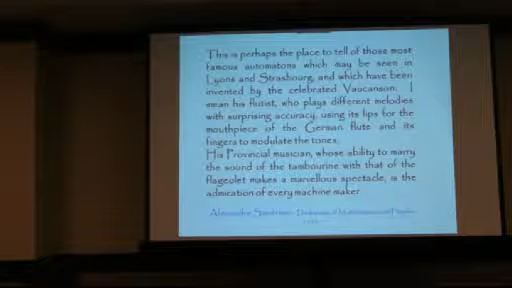 This is perhaps the place to tell of those most
famous automatons which may be seen in
Lyons and Strasbourg, and which have been
invented by the celebrated Vaucanson. I
mean his flutist, who plays different melodies
with surprising accuracy, using its lips for the
mouthpiece of the German flute and its
fingers to modulate the tones.
His Provincial musician, whose ability to marry
the sound of the tambourine with that of the
flageolet makes a marvellous spectacle, is the
admiration of every machine maker